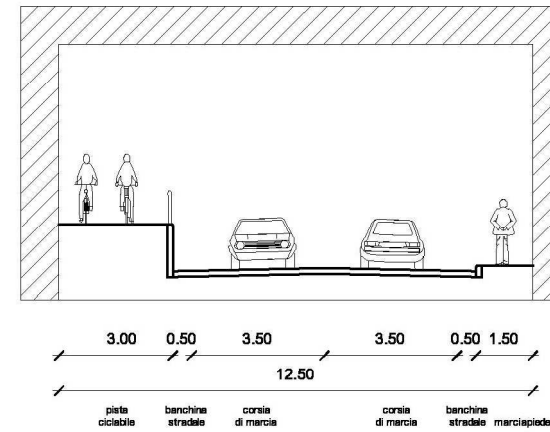 3.00 0.50 3.50 3.50 0.50 1.50
12.50
pista banchina corsia corsia banchina
ciclabile stradale di marcia di marcia stradale marciapiede